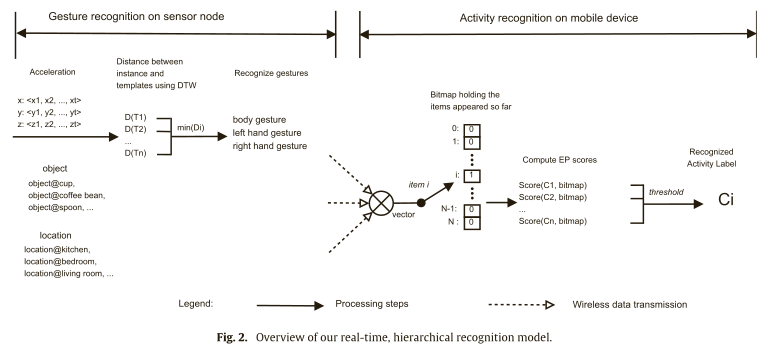 Gesture recognition on sensor node
Activity recognition on mobile device
Acceleration
Distance between
instance and
templates using DTW
Recognize gestures
x: <x1, x2, ..., xt>
y: <y1, y2, ..., yt>
z: <z1, z2, ..., zt>
D(T1)
D(T2)
...
D(Tn)
min(Di)
body gesture
left hand gesture
right hand gesture
object
object@cup,
object@coffee bean,
object@spoon, ...
location
location@kitchen,
location@bedroom,
location@living room, ...
vector
item i
Bitmap holding the
items appeared so far
0: 0
1: 0
i: 1
N-1: 0
N : 0
Compute EP scores
Score(C1, bitmap)
Score(C2, bitmap)
...
Score(Cn, bitmap)
threshold
Recognized
Activity Label
Ci
Legend:
Processing steps
Wireless data transmission
Fig. 2. Overview of our real-time, hierarchical recognition model.